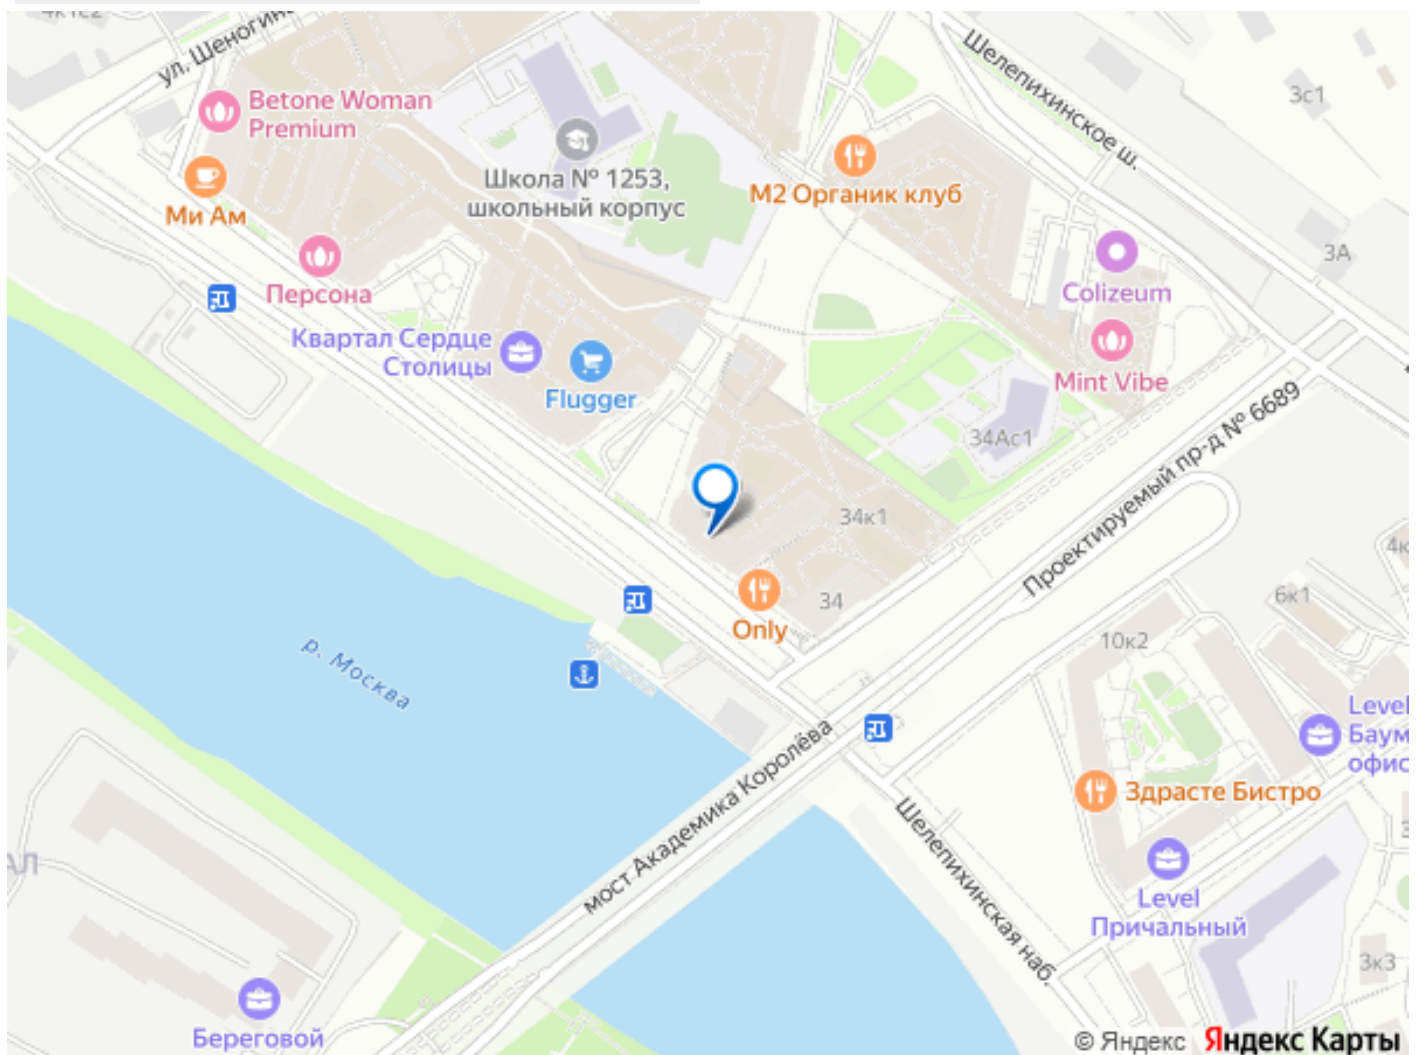 ул. Шеногина
Betone Woman
Premium
Ми Ам
Школа № 1253,
школьный корпус
М2 Органик клуб
Шелепихинское ш.
3с1
3А
Персона
Colizeum
Квартал Сердце
Столицы
Flugger
Mint Vibe
34Ас1
Проектируемый пр-д № 6689
34к1
Only
34
6к1
10к2
р. Москва
мост Академика Королёва
Level
Баум
офис
Здрасте Бистро
Шелепихинская наб.
Level
Причальный
3к3
Береговой
© Яндекс Яндекс Карты